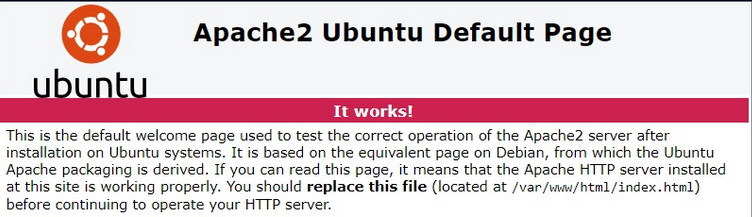 Apache2 Ubuntu Default Page
ubuntu
It works!
This is the default welcome page used to test the correct operation of the Apache2 server after
installation on Ubuntu systems. It is based on the equivalent page on Debian, from which the Ubuntu
Apache packaging is derived. If you can read this page, it means that the Apache HTTP server installed
at this site is working properly. You should replace this file (located at /var/www/html/index.html)
before continuing to operate your HTTP server.